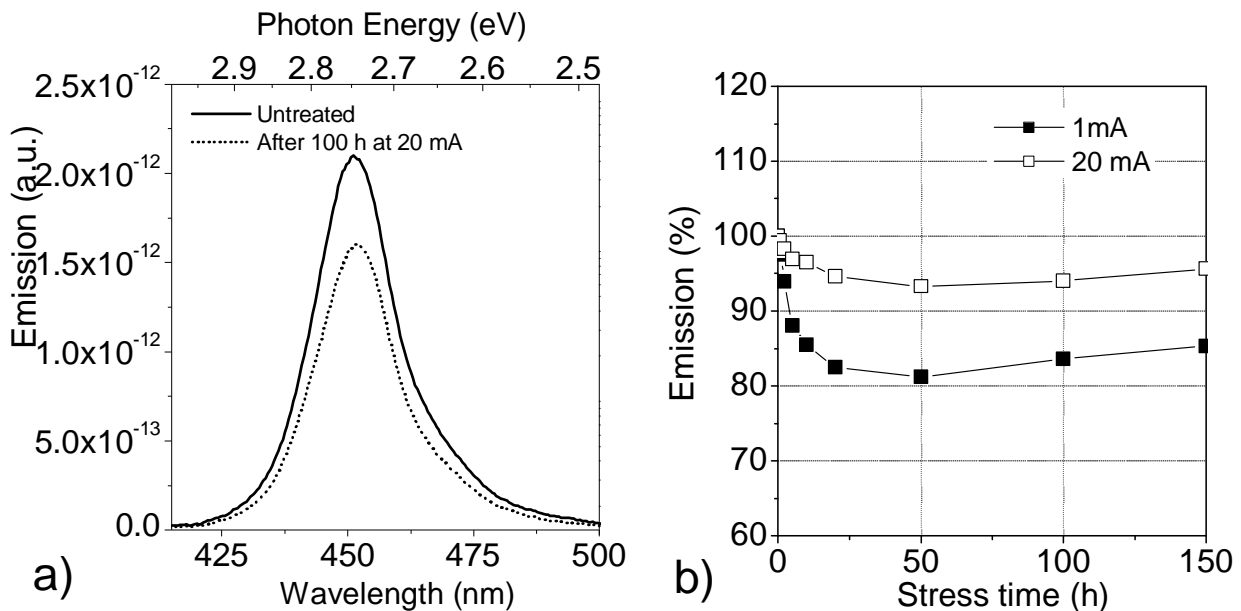 Photon Energy (eV)
2.9 2.8 2.7 2.6 2.5
2.5x10-12
2.0x10-12
1.5x10-12
1.0x10-12
5.0x10-13
0.0
Emission (a.u.)
Untreated
After 100 h at 20 mA
425 450 475 500
Wavelength (nm)
a)
120
110
100
90
80
70
60
Emission (%)
1mA
20 mA
0 50 100 150
Stress time (h)
b)